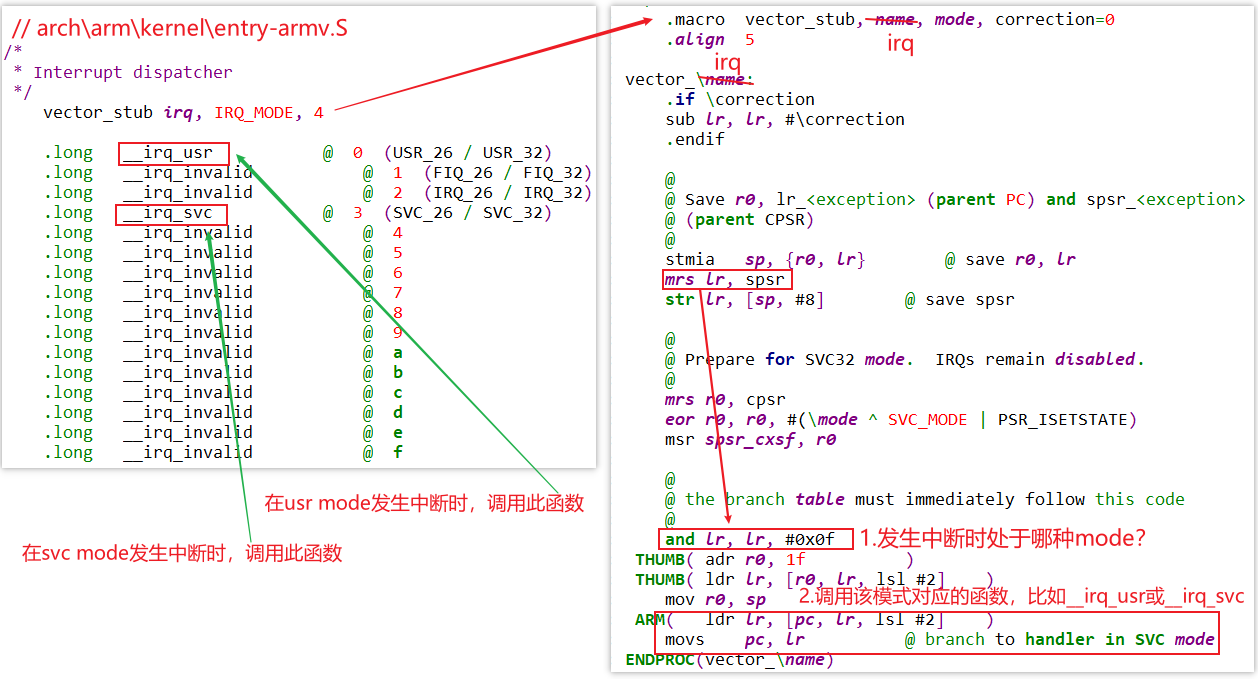 // arch\arm\kernel\entry-armv.S
/*
 * Interrupt dispatcher
 */
vector_stub irq, IRQ_MODE, 4
.long __irq_usr @ 0 (USR_26 / USR_32)
.long __irq_invalid @ 1 (FIQ_26 / FIQ_32)
.long __irq_invalid @ 2 (IRQ_26 / IRQ_32)
.long __irq_svc @ 3 (SVC_26 / SVC_32)
.long __irq_invalid @ 4
.long __irq_invalid @ 5
.long __irq_invalid @ 6
.long __irq_invalid @ 7
.long __irq_invalid @ 8
.long __irq_invalid @ 9
.long __irq_invalid @ a
.long __irq_invalid @ b
.long __irq_invalid @ c
.long __irq_invalid @ d
.long __irq_invalid @ e
.long __irq_invalid @ f
在usr mode发生中断时，调用此函数
在svc mode发生中断时，调用此函数
.macro vector_stub, name, mode, correction=0
irq
.align 5
irq
vector_\name:
.if \correction
sub lr, lr, #\correction
.endif
@
@ Save r0, lr_<exception> (parent PC) and spsr_<exception>
@ (parent CPSR)
@
stmia sp, {r0, lr} @ save r0, lr
mrs lr, spsr
str lr, [sp, #8] @ save spsr
@
@ Prepare for SVC32 mode. IRQs remain disabled.
@
mrs r0, cpsr
eor r0, r0, #(\mode ^ SVC_MODE | PSR_ISETSTATE)
msr spsr_cxsf, r0
@
@ the branch table must immediately follow this code
@
and lr, lr, #0x0f
1.发生中断时处于哪种mode？
THUMB( adr r0, 1f )
THUMB( ldr lr, [r0, lr, lsl #2] )
mov r0, sp
2.调用该模式对应的函数，比如__irq_usr或__irq_svc
ARM( ldr lr, [pc, lr, lsl #2] )
movs pc, lr @ branch to handler in SVC mode
ENDPROC(vector_\name)